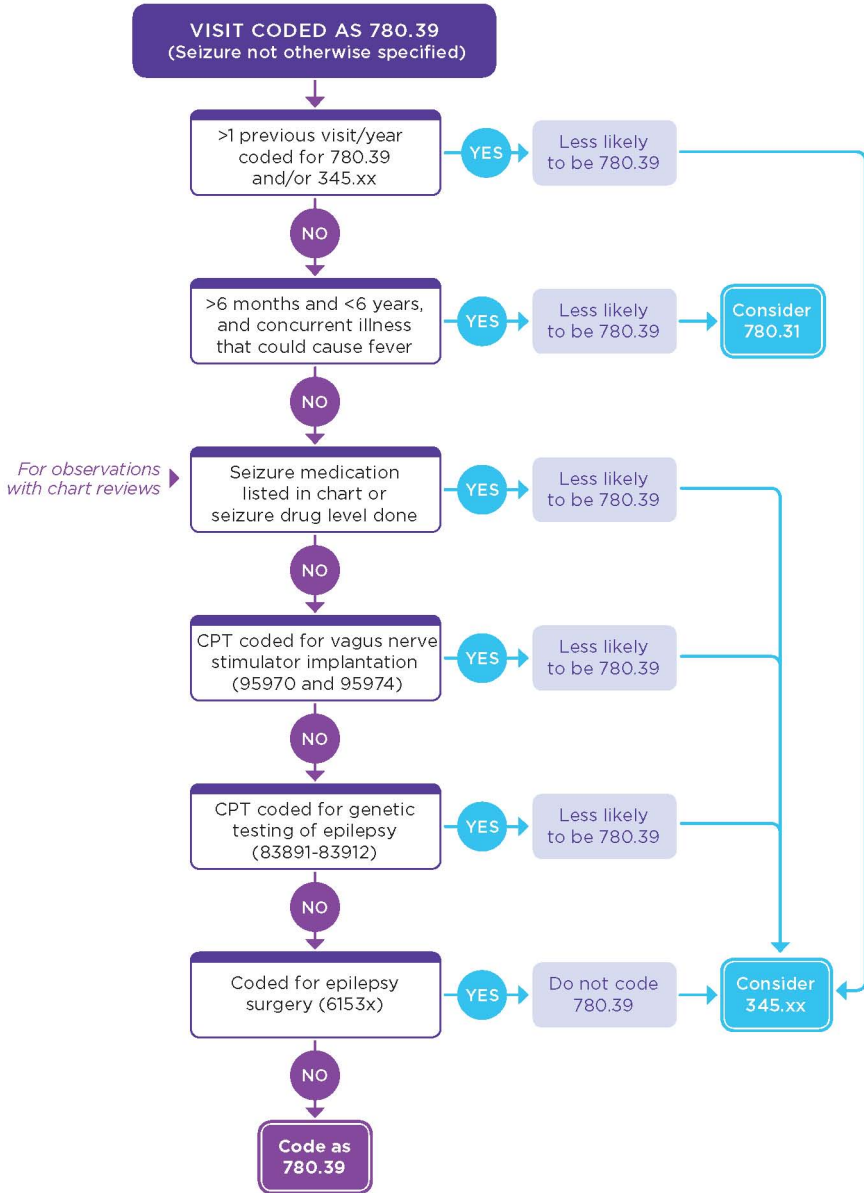 VISIT CODED AS 780.39
(Seizure not otherwise specified)
>1 previous visit/year
coded for 780.39
and/or 345.xx
YES
Less likely
to be 780.39
NO
>6 months and <6 years,
and concurrent illness
that could cause fever
YES
Less likely
to be 780.39
Consider
780.31
NO
For observations
with chart reviews
Seizure medication
listed in chart or
seizure drug level done
YES
Less likely
to be 780.39
NO
CPT coded for vagus nerve
stimulator implantation
(95970 and 95974)
YES
Less likely
to be 780.39
NO
CPT coded for genetic
testing of epilepsy
(83891-83912)
YES
Less likely
to be 780.39
NO
Coded for epilepsy
surgery (6153x)
YES
Do not code
780.39
Consider
345.xx
NO
Code as
780.39